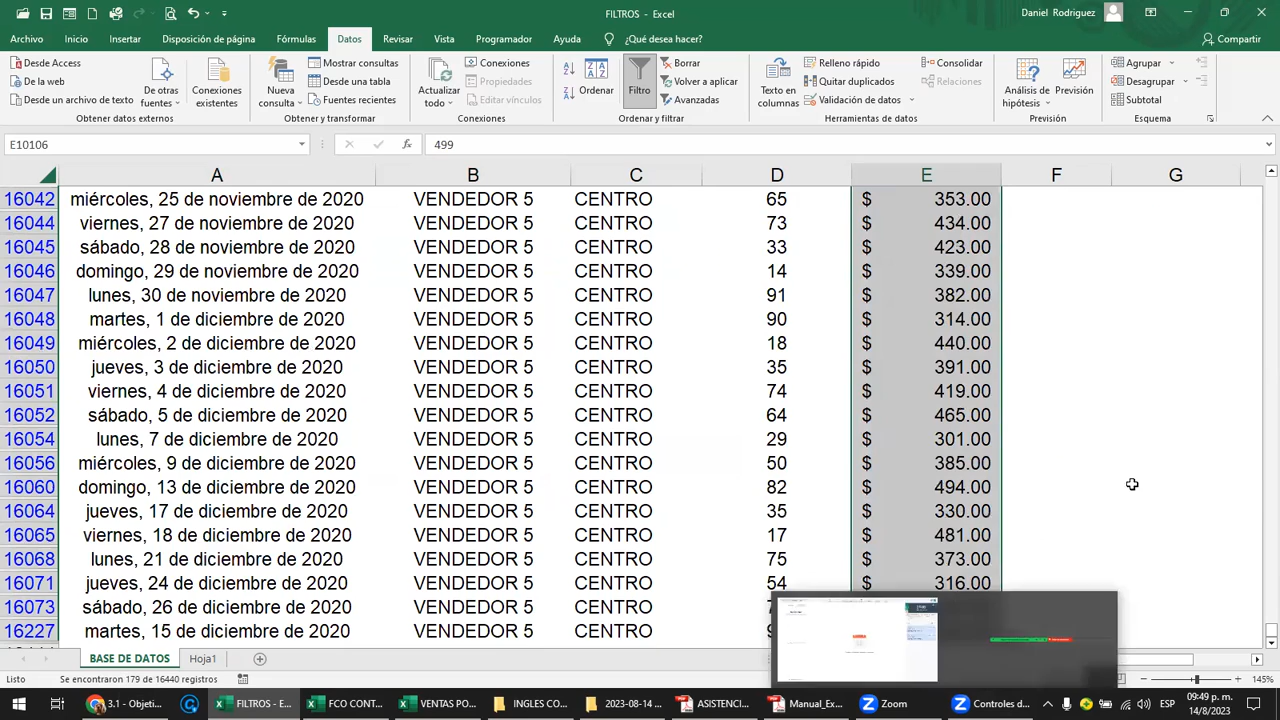 FILTROS - Excel
Daniel Rodriguez
Archivo Inicio Insertar Disposición de página Fórmulas Datos Revisar Vista Programador Ayuda ¿Qué desea hacer? Compartir
Desde Access
De la web
Desde un archivo de texto
De otras fuentes
Conexiones existentes
Obtener datos externos
Nueva consulta
Mostrar consultas
Desde una tabla
Fuentes recientes
Obtener y transformar
Actualizar todo
Conexiones
Propiedades
Editar vínculos
Conexiones
Ordenar
Filtro
Borrar
Volver a aplicar
Avanzadas
Ordenar y filtrar
Texto en columnas
Relleno rápido
Quitar duplicados
Validación de datos
Consolidar
Relaciones
Herramientas de datos
Análisis de hipótesis
Previsión
Previsión
Agrupar
Desagrupar
Subtotal
Esquema
E10106 499
A B C D E F G
16042 miércoles, 25 de noviembre de 2020 VENDEDOR 5 CENTRO 65 $ 353.00
16044 viernes, 27 de noviembre de 2020 VENDEDOR 5 CENTRO 73 $ 434.00
16045 sábado, 28 de noviembre de 2020 VENDEDOR 5 CENTRO 33 $ 423.00
16046 domingo, 29 de noviembre de 2020 VENDEDOR 5 CENTRO 14 $ 339.00
16047 lunes, 30 de noviembre de 2020 VENDEDOR 5 CENTRO 91 $ 382.00
16048 martes, 1 de diciembre de 2020 VENDEDOR 5 CENTRO 90 $ 314.00
16049 miércoles, 2 de diciembre de 2020 VENDEDOR 5 CENTRO 18 $ 440.00
16050 jueves, 3 de diciembre de 2020 VENDEDOR 5 CENTRO 35 $ 391.00
16051 viernes, 4 de diciembre de 2020 VENDEDOR 5 CENTRO 74 $ 419.00
16052 sábado, 5 de diciembre de 2020 VENDEDOR 5 CENTRO 64 $ 465.00
16054 lunes, 7 de diciembre de 2020 VENDEDOR 5 CENTRO 29 $ 301.00
16056 miércoles, 9 de diciembre de 2020 VENDEDOR 5 CENTRO 50 $ 385.00
16060 domingo, 13 de diciembre de 2020 VENDEDOR 5 CENTRO 82 $ 494.00
16064 jueves, 17 de diciembre de 2020 VENDEDOR 5 CENTRO 35 $ 330.00
16065 viernes, 18 de diciembre de 2020 VENDEDOR 5 CENTRO 17 $ 481.00
16068 lunes, 21 de diciembre de 2020 VENDEDOR 5 CENTRO 75 $ 373.00
16071 jueves, 24 de diciembre de 2020 VENDEDOR 5 CENTRO 54 $ 316.00
16073 sábado, 26 de diciembre de 2020 VENDEDOR 5 CENTRO
16227 martes, 15 de diciembre de 2020 VENDEDOR 5 CENTRO
BASE DE DATOS Hoja1
Listo Se encontraron 179 de 16440 registros 145%
3.1 - Objeti... FILTROS - E... FCO CONT... VENTAS PO... INGLES CO... 2023-08-14 ... ASISTENCI... Manual_Ex... Zoom Controles d... ESP 09:49 p. m.
14/8/2023